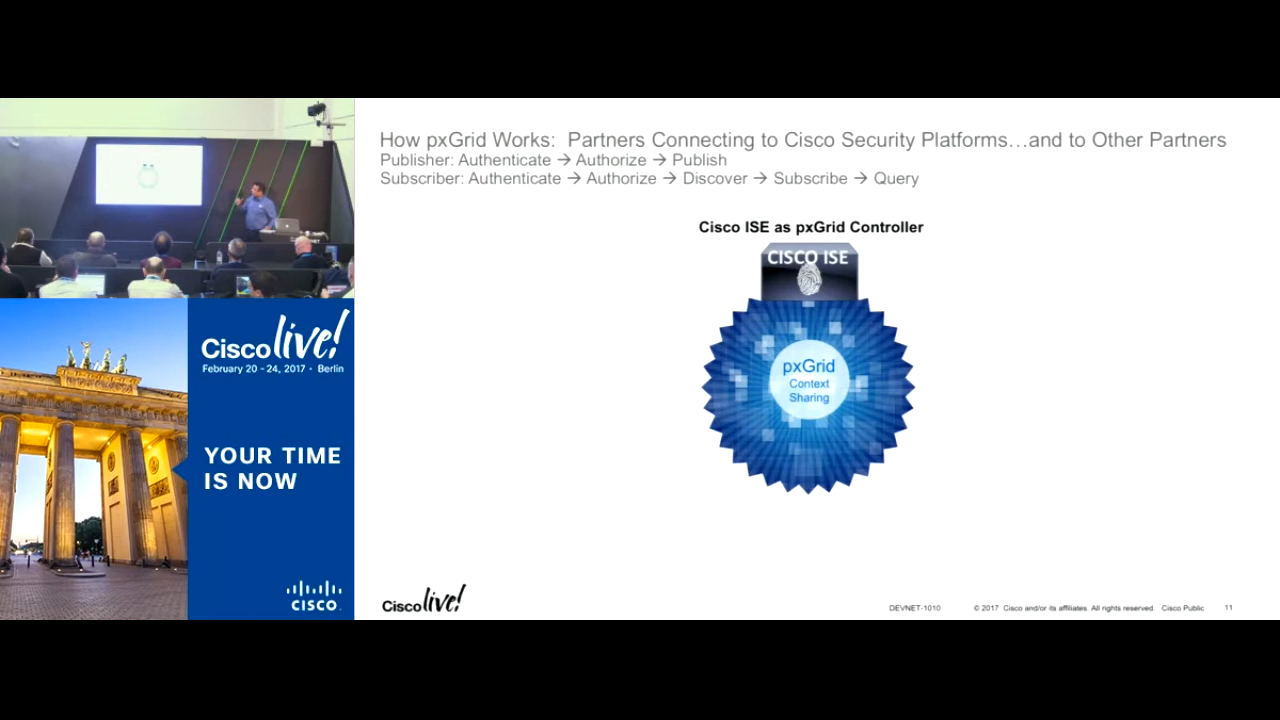 How pxGrid Works:  Partners Connecting to Cisco Security Platforms…and to Other Partners
Publisher: Authenticate → Authorize → Publish
Subscriber: Authenticate → Authorize → Discover → Subscribe → Query
Cisco ISE as pxGrid Controller
CISCO ISE
pxGrid
Context
Sharing
Cisco live!
February 20 - 24, 2017 · Berlin
YOUR TIME
IS NOW
CISCO.
Cisco live!
DEVNET-1010 © 2017 Cisco and/or its affiliates. All rights reserved. Cisco Public 11